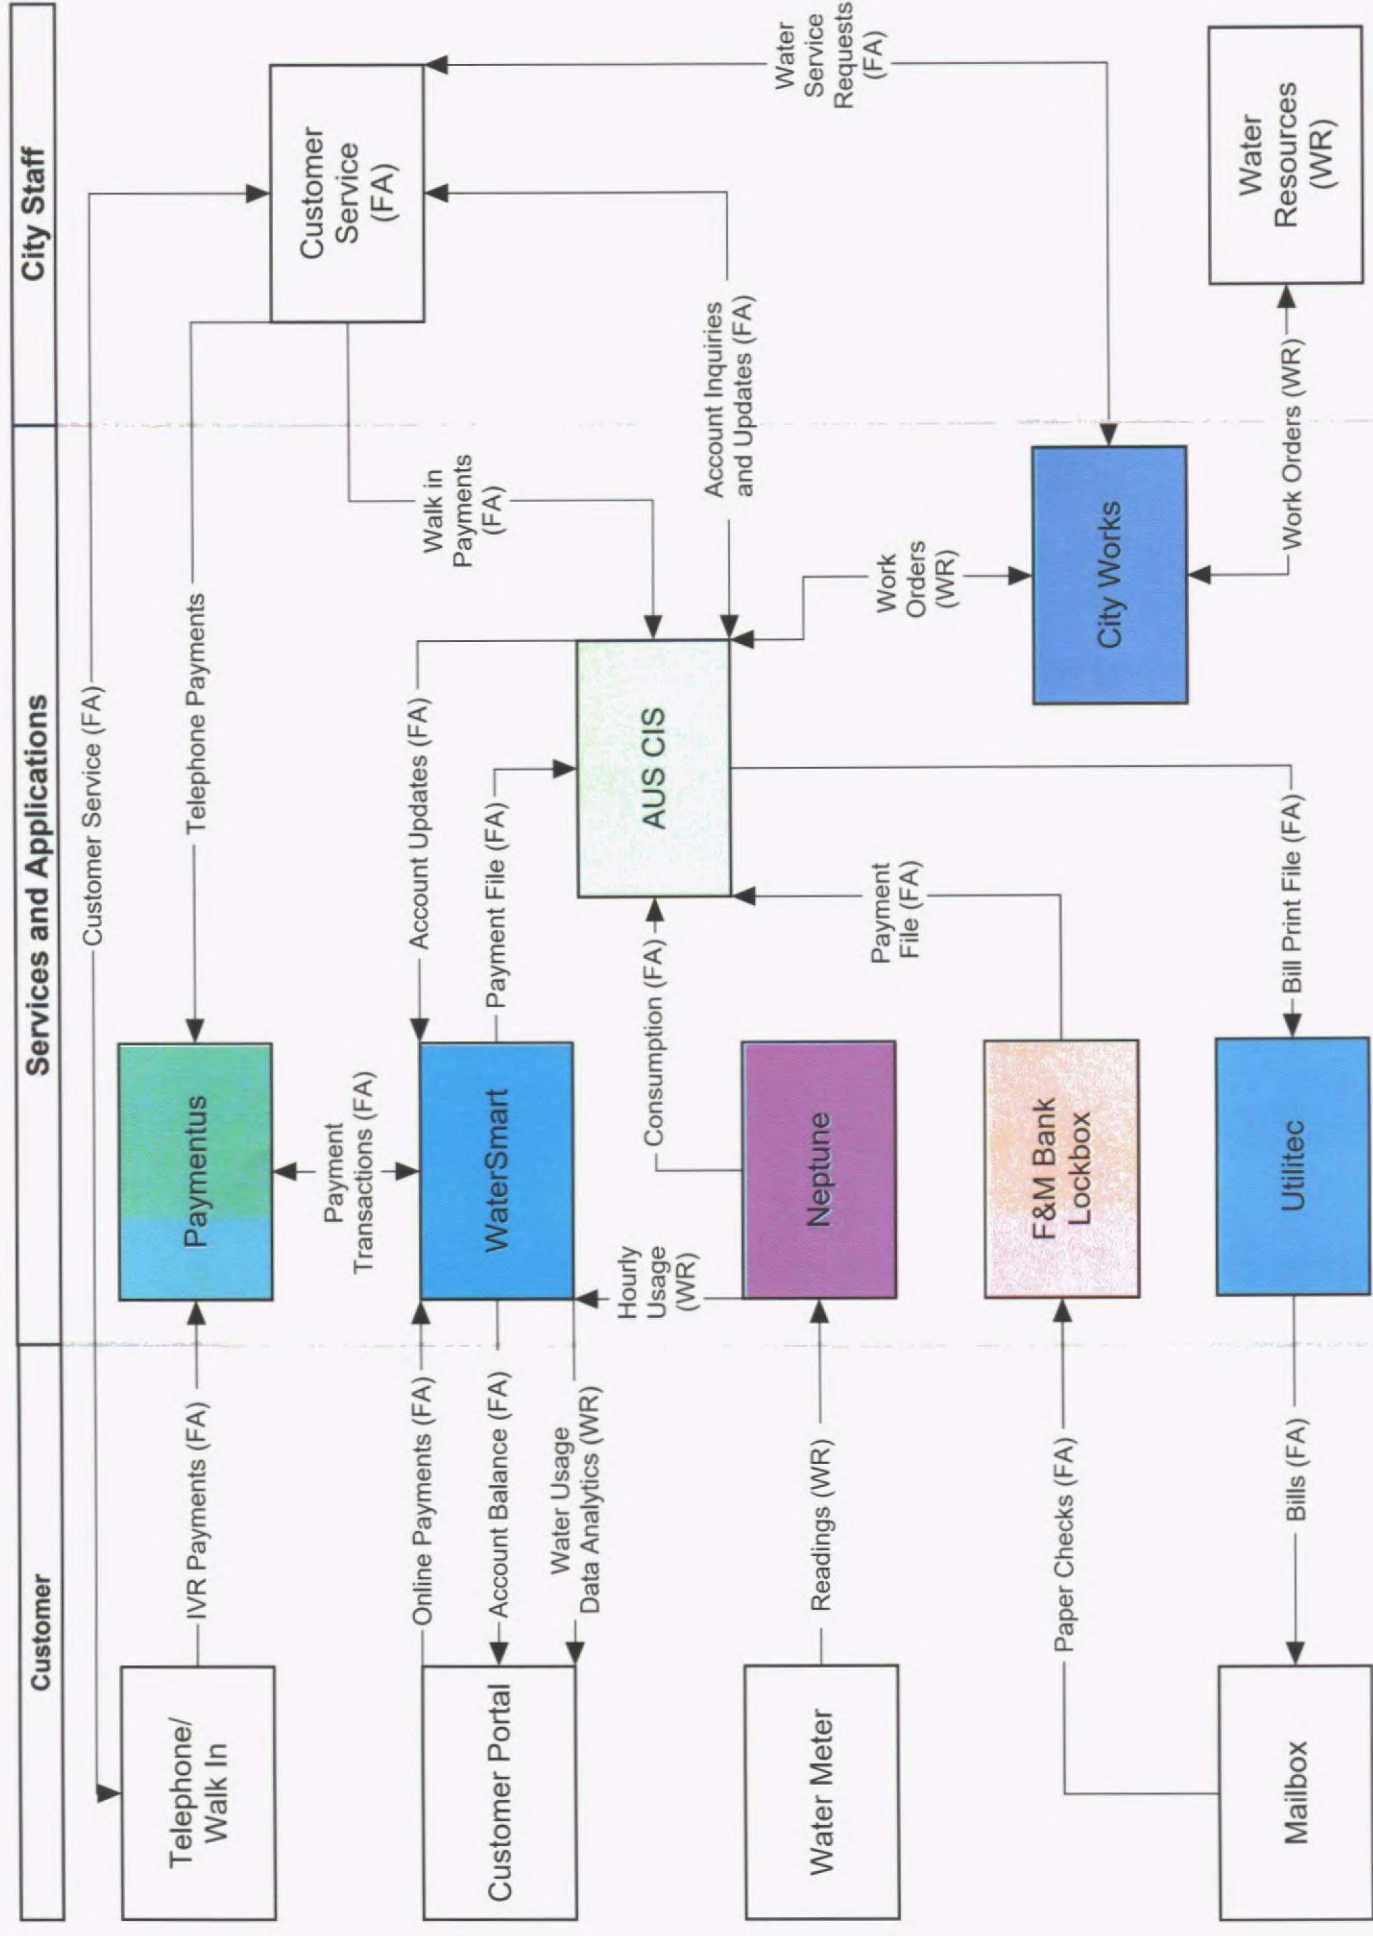 Customer
Services and Applications
City Staff
Customer Service (FA)
Telephone/
Walk In
IVR Payments (FA)
Paymentus
Telephone Payments
Customer
Service
(FA)
Payment
Transactions (FA)
Walk in
Payments
(FA)
Customer Portal
Online Payments (FA)
Account Balance (FA)
Water Usage
Data Analytics (WR)
WaterSmart
Account Updates (FA)
Payment File (FA)
Hourly
Usage
(WR)
Consumption (FA)
AUS CIS
Account Inquiries
and Updates (FA)
Water
Service
Requests
(FA)
Water Meter
Readings (WR)
Neptune
Payment
File (FA)
Work
Orders
(WR)
Paper Checks (FA)
F&M Bank
Lockbox
City Works
Mailbox
Bills (FA)
Utilitec
Bill Print File (FA)
Work Orders (WR)
Water
Resources
(WR)